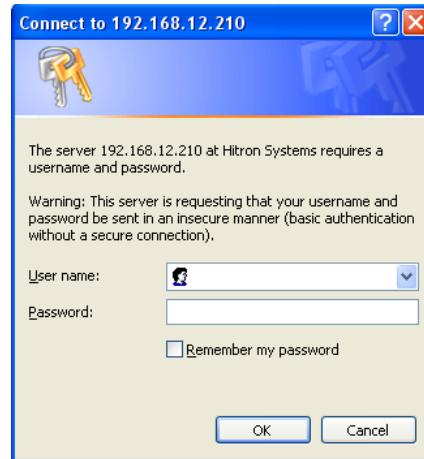 Connect to 192.168.12.210
The server 192.168.12.210 at Hitron Systems requires a
username and password.
Warning: This server is requesting that your username and
password be sent in an insecure manner (basic authentication
without a secure connection).
User name:
Password:
Remember my password
OK Cancel